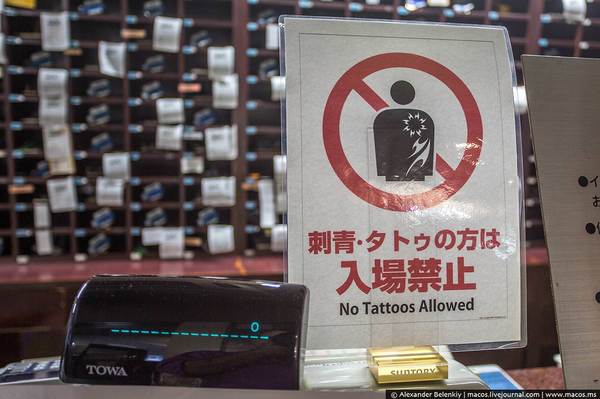 刺青・タトゥの方は
入場禁止
No Tattoos Allowed
0
TOWA
SUNTORY
© Alexander Belenkiy | macos.livejournal.com | www.macos.ms